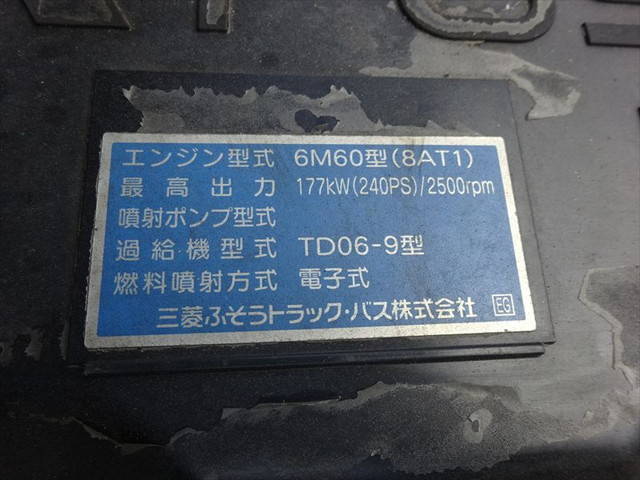 エンジン型式 6M60型(8AT1)
最高出力 177kW(240PS)/2500rpm
噴射ポンプ型式
過給機型式 TD06-9型
燃料噴射方式 電子式
三菱ふそうトラック・バス株式会社 EG